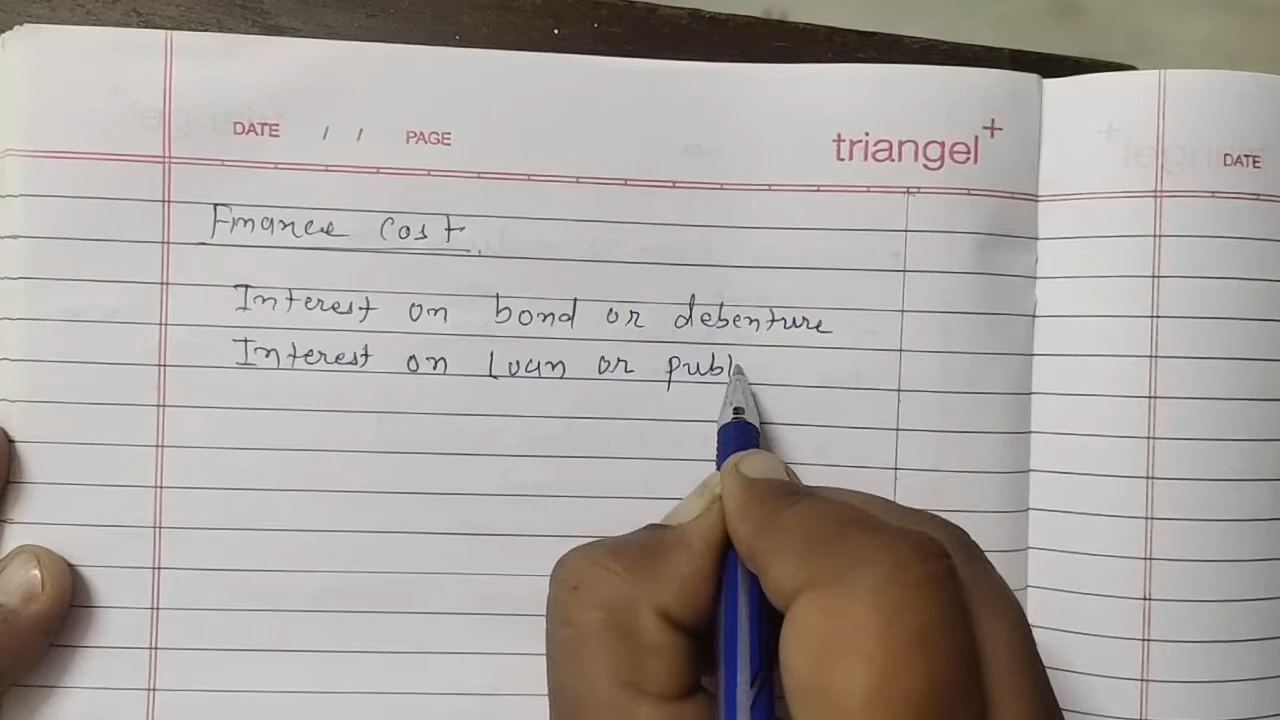 DATE / / PAGE
triangel+
DATE
Finance Cost
Interest on bond or debenture
Interest on Loan or publ